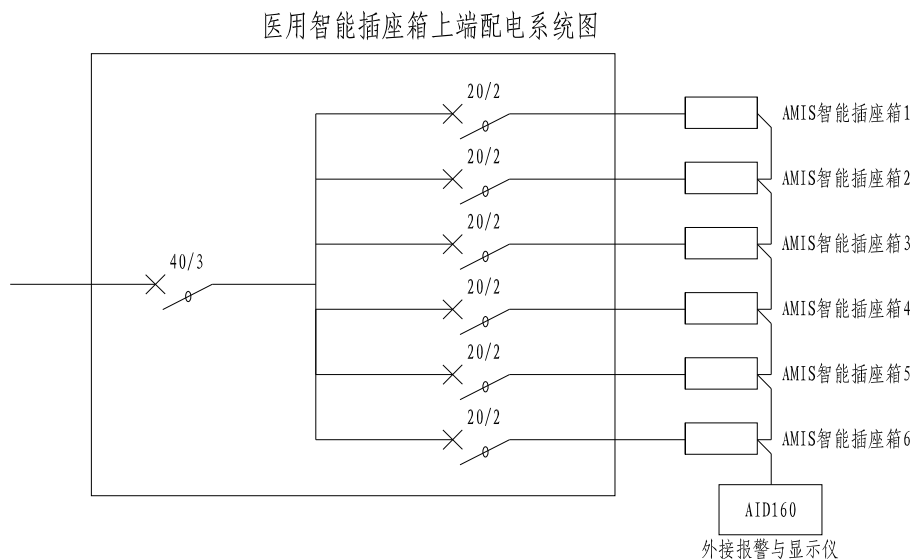 医用智能插座箱上端配电系统图
20/2
AMIS智能插座箱1
20/2
AMIS智能插座箱2
20/2
AMIS智能插座箱3
40/3
20/2
AMIS智能插座箱4
20/2
AMIS智能插座箱5
20/2
AMIS智能插座箱6
AID160
外接报警与显示仪